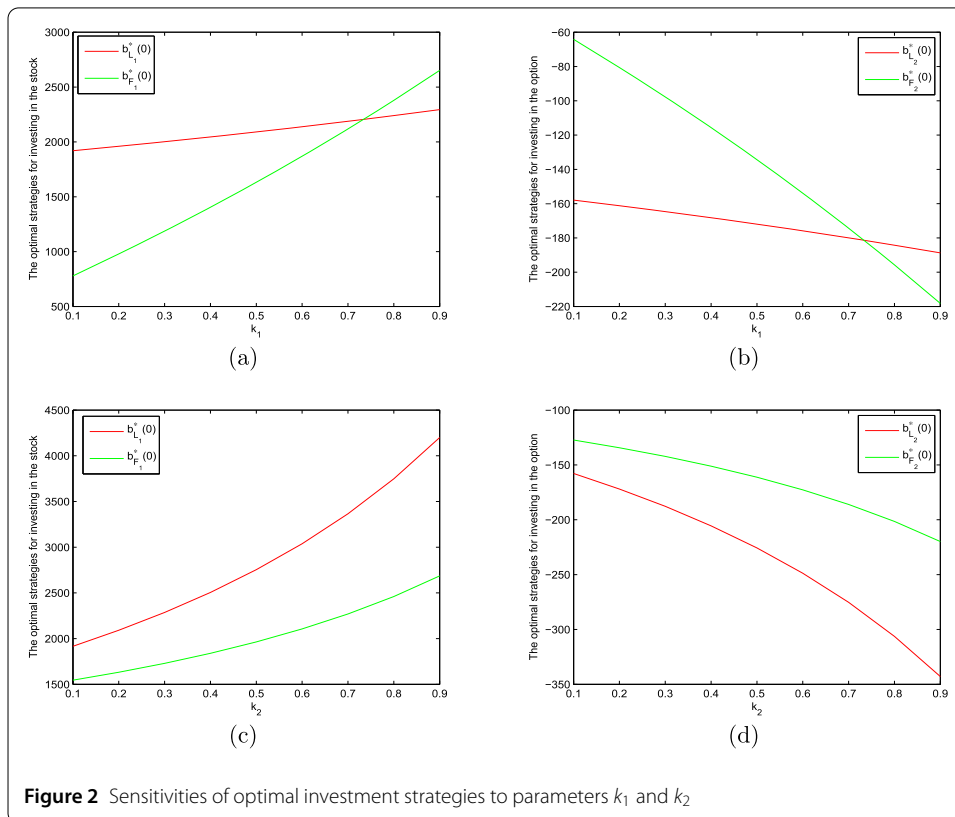 The optimal strategies for investing in the stock
3000
2500
2000
1500
1000
500
b*L1(0)
b*F1(0)
0.1 0.2 0.3 0.4 0.5 0.6 0.7 0.8 0.9
k1
(a)
The optimal strategies for investing in the option
−60
−80
−100
−120
−140
−160
−180
−200
−220
b*L2(0)
b*F2(0)
0.1 0.2 0.3 0.4 0.5 0.6 0.7 0.8 0.9
k1
(b)
The optimal strategies for investing in the stock
4500
4000
3500
3000
2500
2000
1500
b*L1(0)
b*F1(0)
0.1 0.2 0.3 0.4 0.5 0.6 0.7 0.8 0.9
k2
(c)
The optimal strategies for investing in the option
−100
−150
−200
−250
−300
−350
b*L2(0)
b*F2(0)
0.1 0.2 0.3 0.4 0.5 0.6 0.7 0.8 0.9
k2
(d)
Figure 2 Sensitivities of optimal investment strategies to parameters k1 and k2